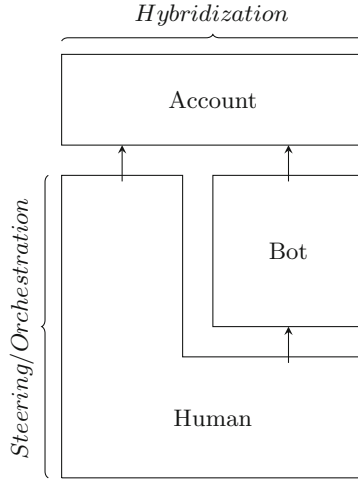 Hybridization
Account
Steering/Orchestration
Bot
Human